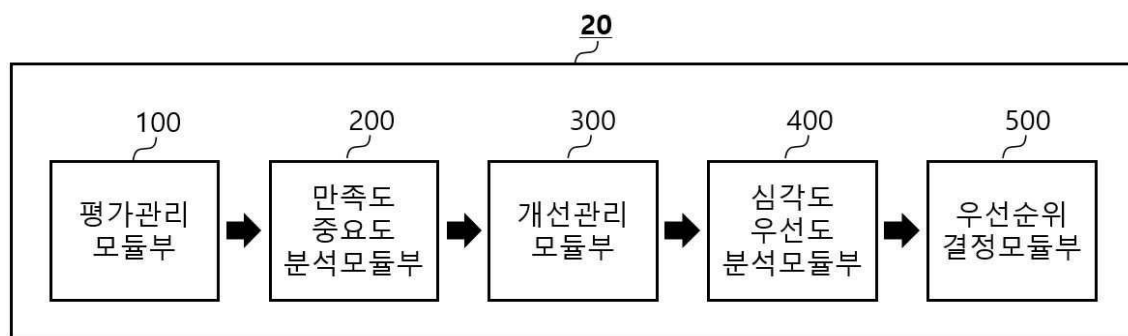 20
100
200
300
400
500
평가관리
모듈부
만족도
중요도
분석모듈부
개선관리
모듈부
심각도
우선도
분석모듈부
우선순위
결정모듈부